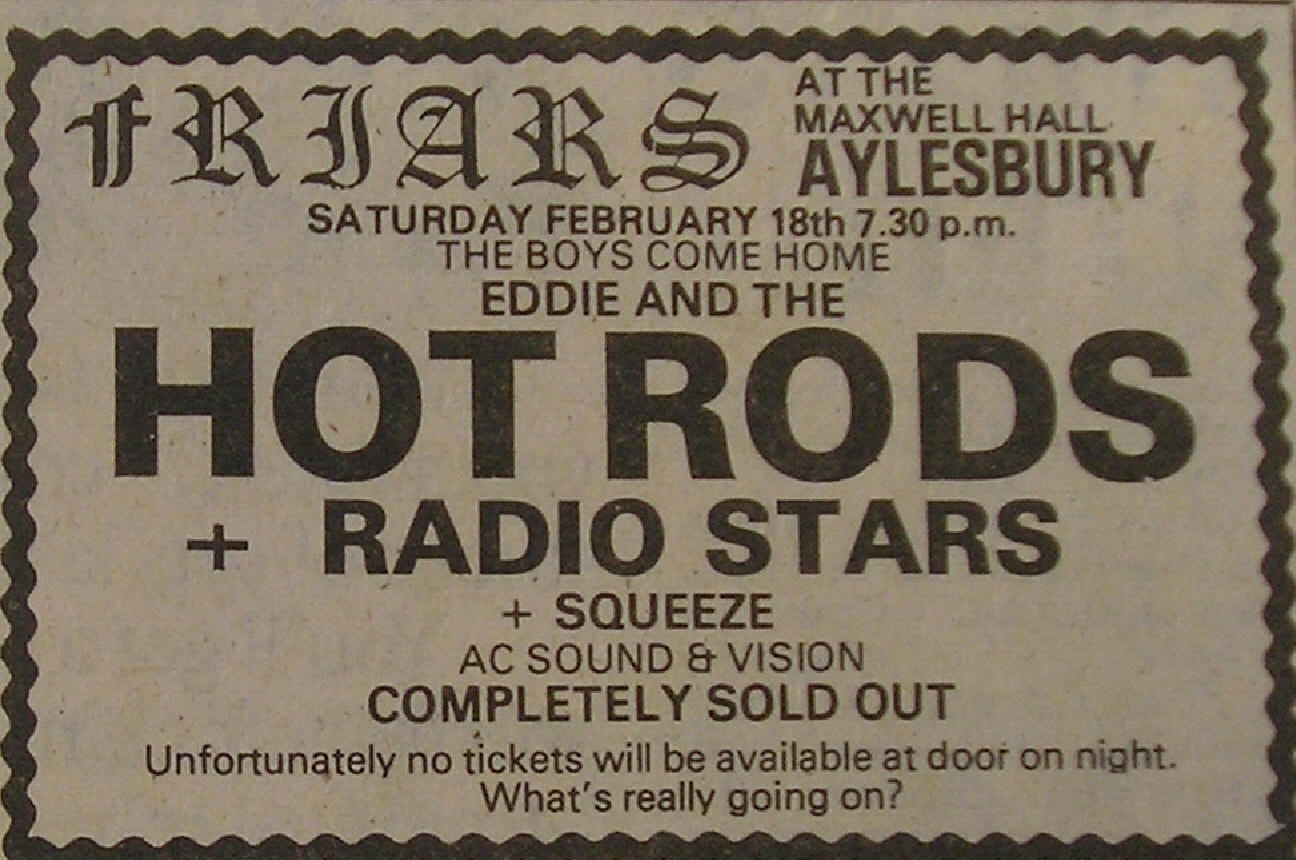 FRIARS
AT THE
MAXWELL HALL
AYLESBURY
SATURDAY FEBRUARY 18th 7.30 p.m.
THE BOYS COME HOME
EDDIE AND THE
HOT RODS
+ RADIO STARS
+ SQUEEZE
AC SOUND & VISION
COMPLETELY SOLD OUT
Unfortunately no tickets will be available at door on night.
What's really going on?